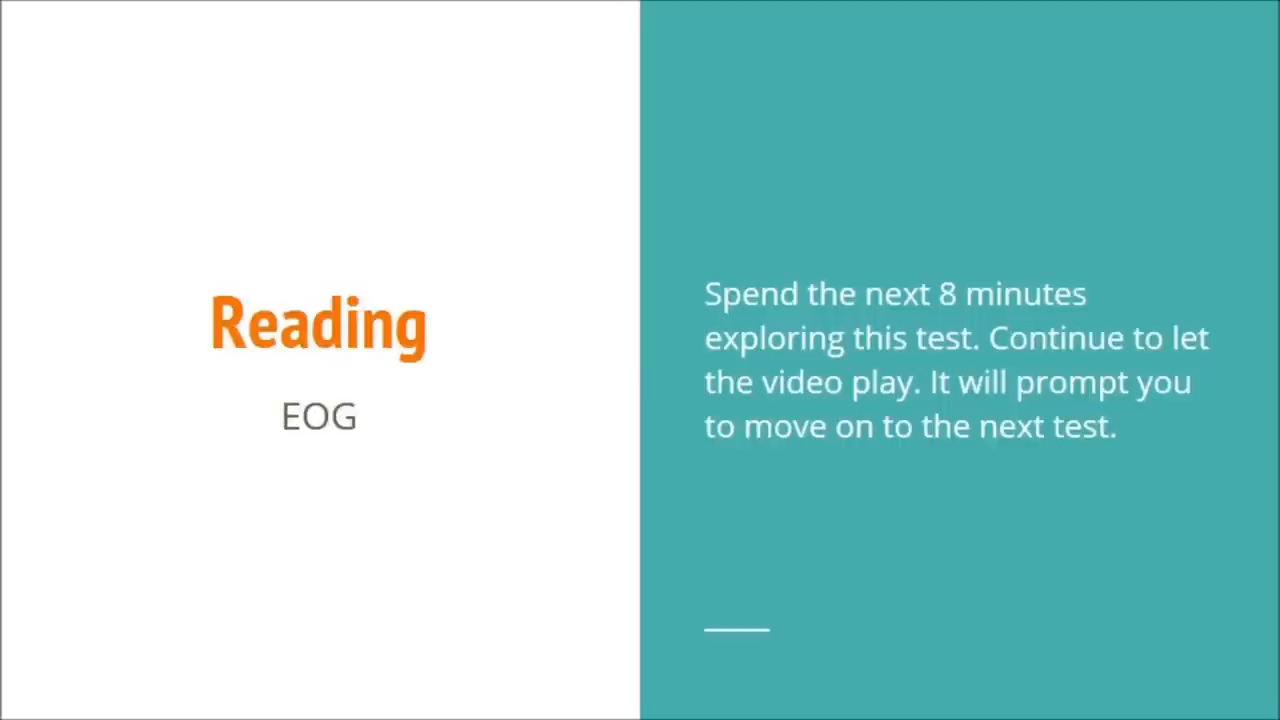 Reading
EOG
Spend the next 8 minutes
exploring this test. Continue to let
the video play. It will prompt you
to move on to the next test.